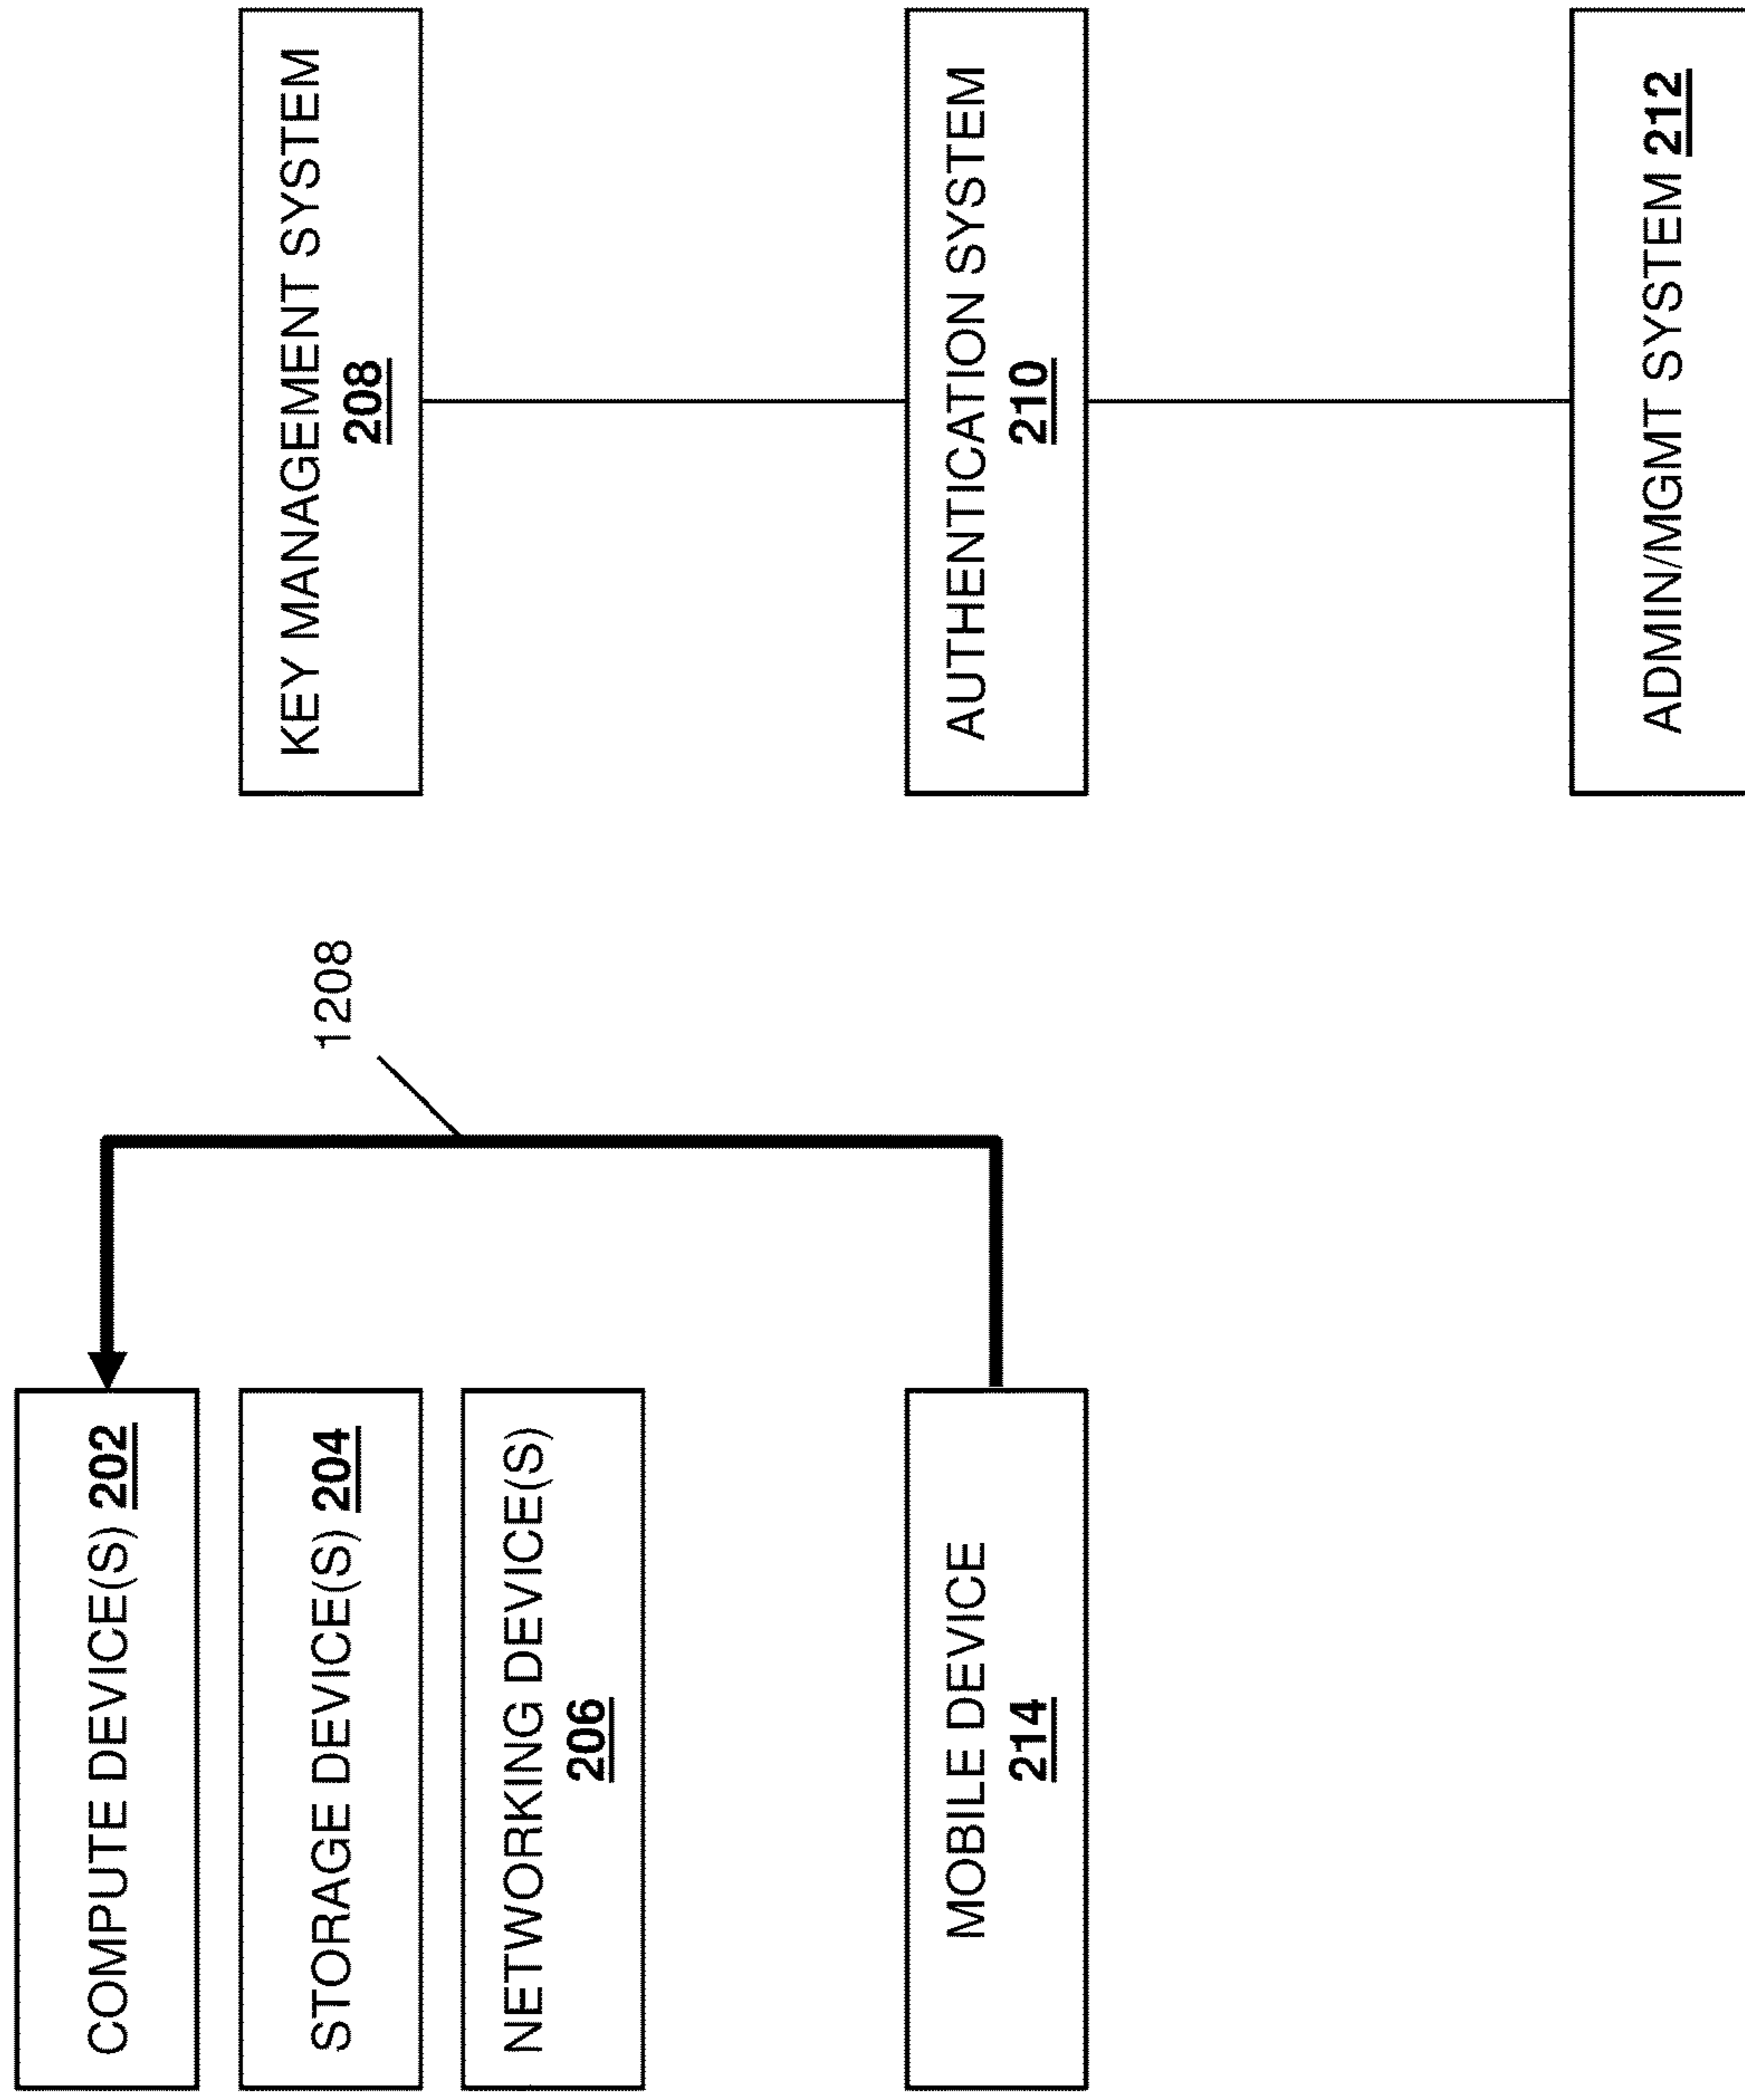 COMPUTE DEVICE(S) 202
STORAGE DEVICE(S) 204
NETWORKING DEVICE(S)
206
MOBILE DEVICE
214
1208
KEY MANAGEMENT SYSTEM
208
AUTHENTICATION SYSTEM
210
ADMIN/MGMT SYSTEM 212